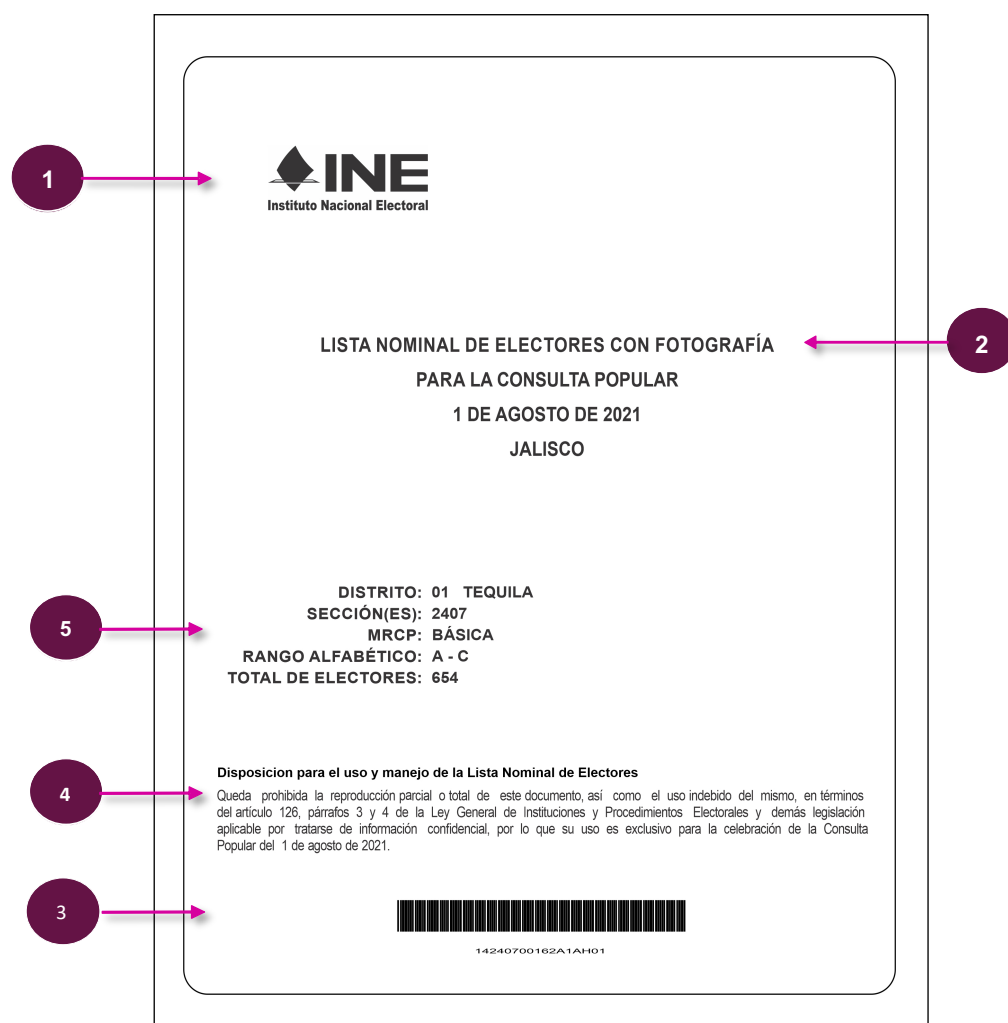 1
INE
Instituto Nacional Electoral
LISTA NOMINAL DE ELECTORES CON FOTOGRAFÍA
2
PARA LA CONSULTA POPULAR
1 DE AGOSTO DE 2021
JALISCO
DISTRITO: 01 TEQUILA
SECCIÓN(ES): 2407
5
MRCP: BÁSICA
RANGO ALFABÉTICO: A - C
TOTAL DE ELECTORES: 654
Disposicion para el uso y manejo de la Lista Nominal de Electores
4
Queda prohibida la reproducción parcial o total de este documento, así como el uso indebido del mismo, en términos
del artículo 126, párrafos 3 y 4 de la Ley General de Instituciones y Procedimientos Electorales y demás legislación
aplicable por tratarse de información confidencial, por lo que su uso es exclusivo para la celebración de la Consulta
Popular del 1 de agosto de 2021.
3
14240700162A1AH01